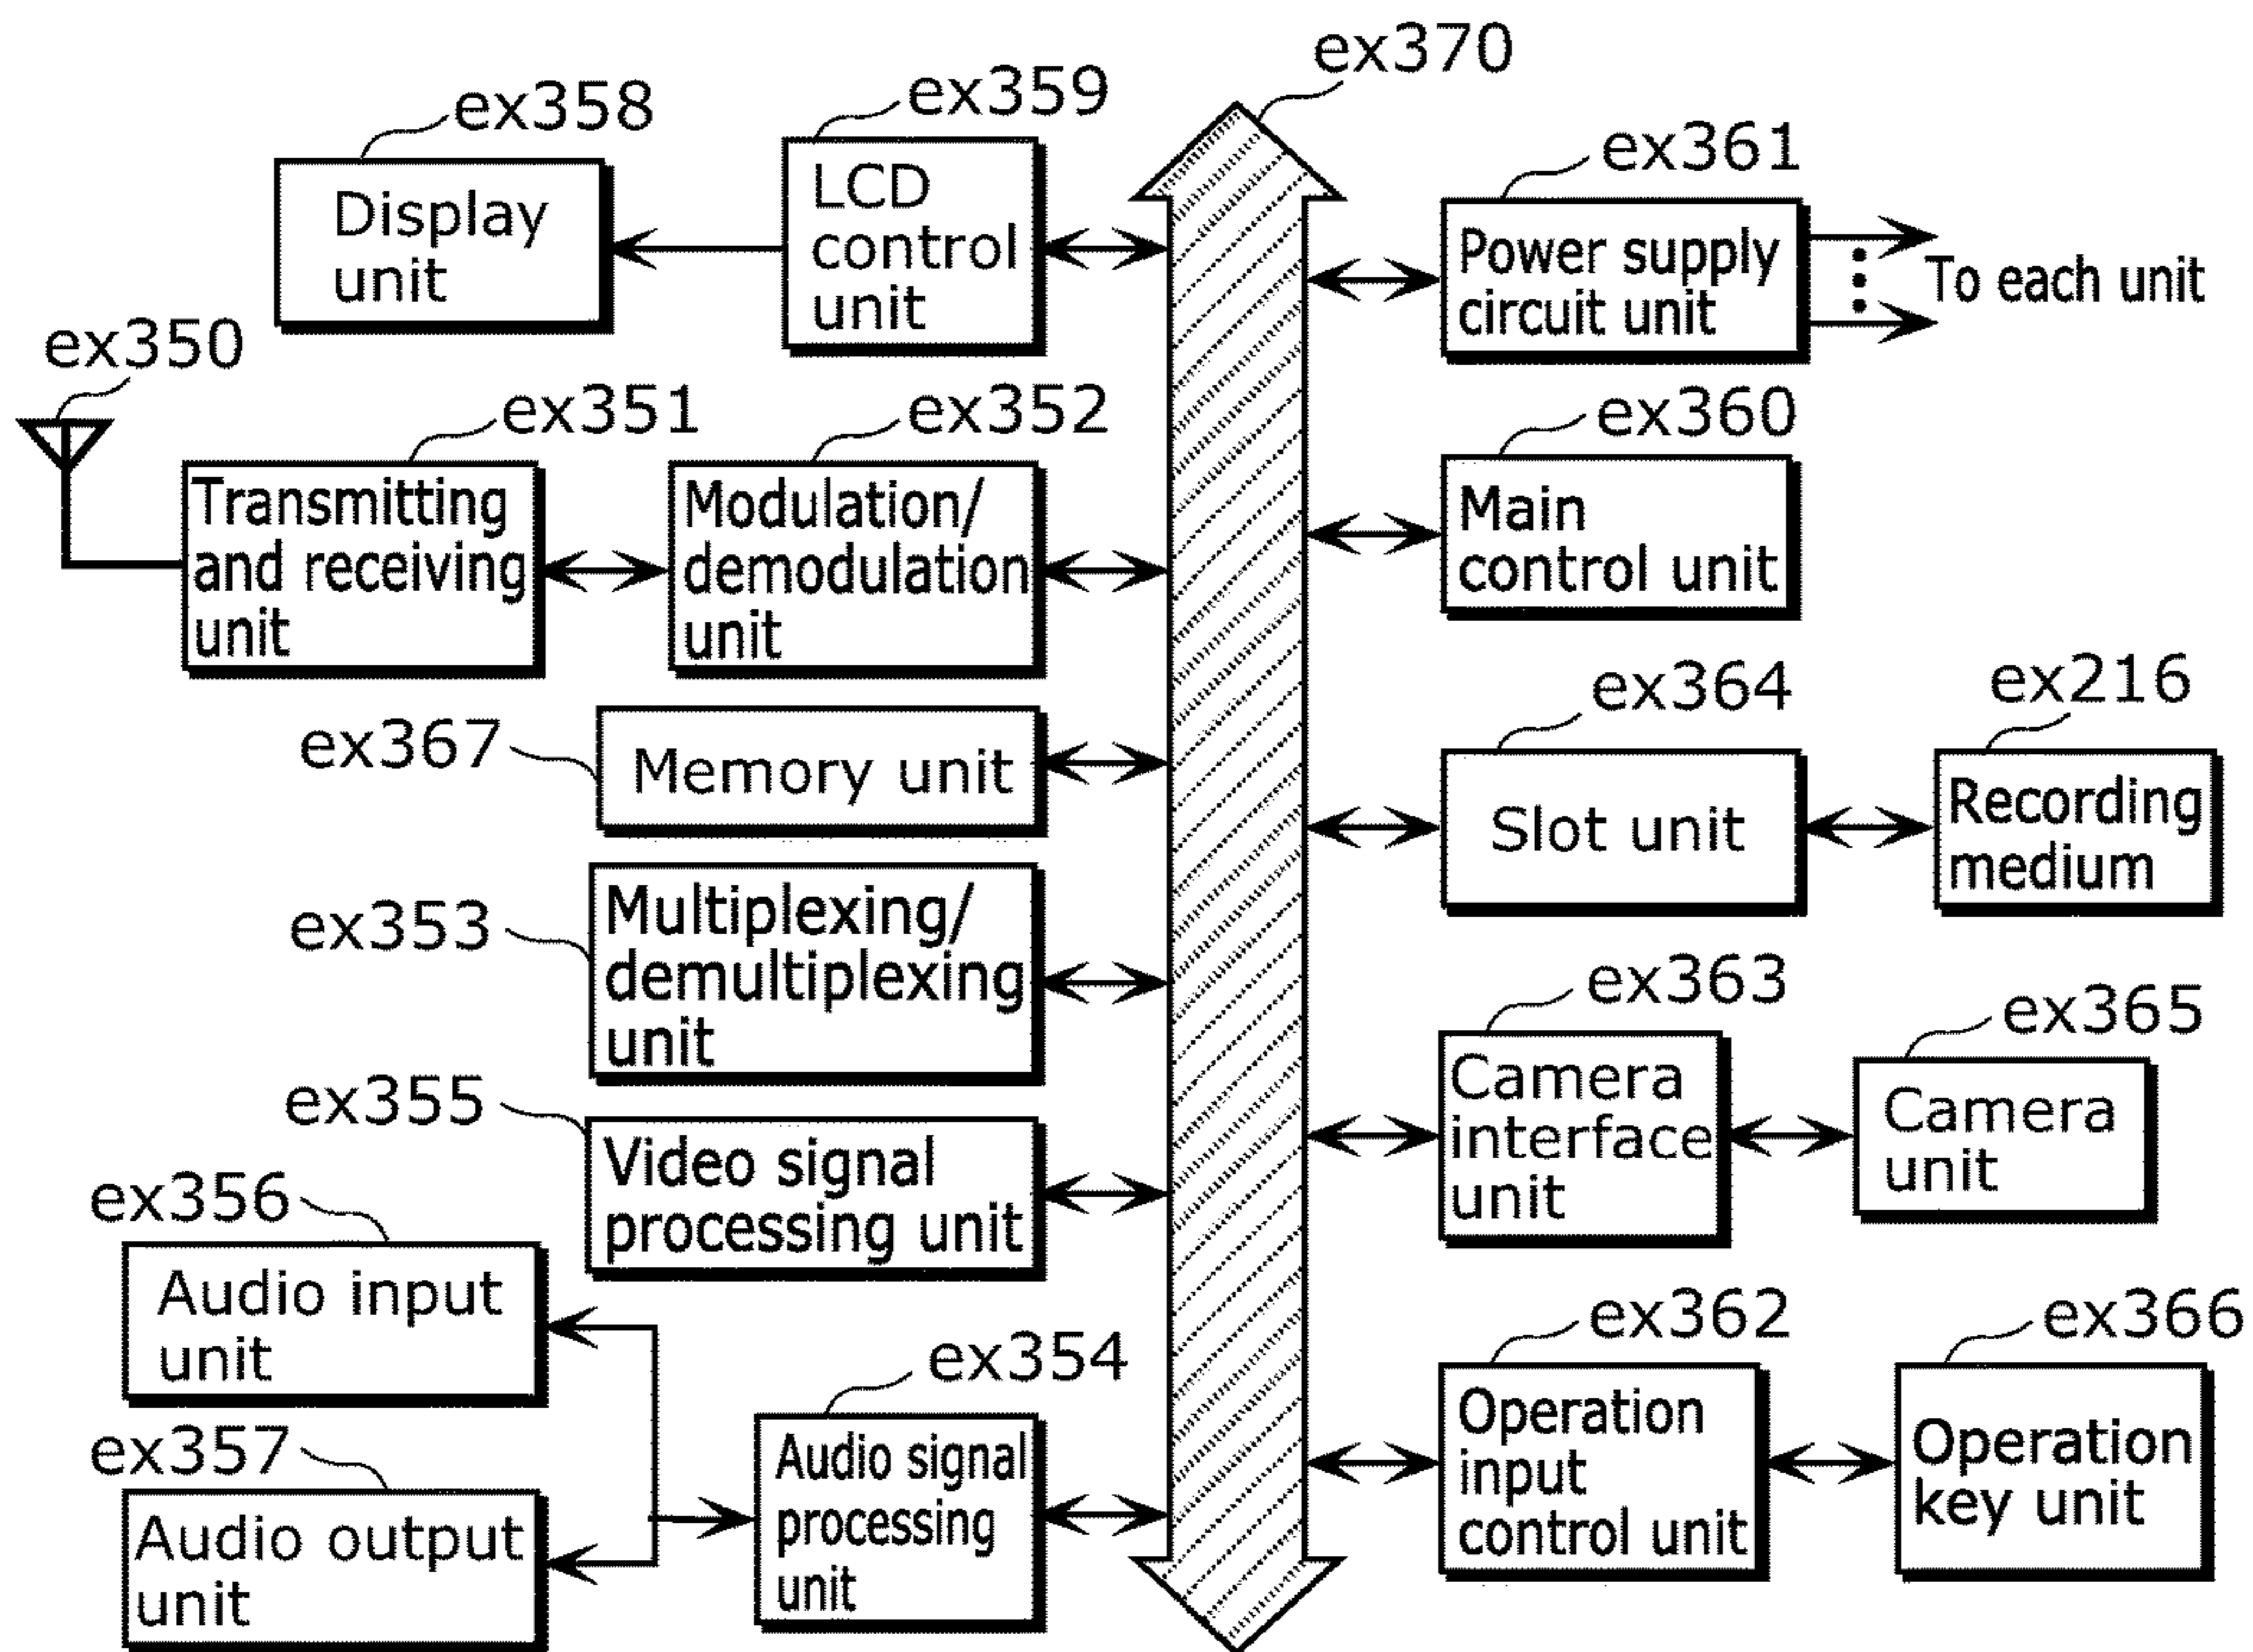 ex370
ex358
ex359
ex361
Display
unit
LCD
control
unit
Power supply
circuit unit
To each unit
ex350
ex351
ex352
ex360
Transmitting
and receiving
unit
Modulation/
demodulation
unit
Main
control unit
ex367
Memory unit
ex364
ex216
Slot unit
Recording
medium
ex353
Multiplexing/
demultiplexing
unit
ex363
ex365
Camera
interface
unit
Camera
unit
ex355
Video signal
processing unit
ex356
Audio input
unit
ex357
Audio output
unit
ex354
Audio signal
processing
unit
ex362
ex366
Operation
input
control unit
Operation
key unit